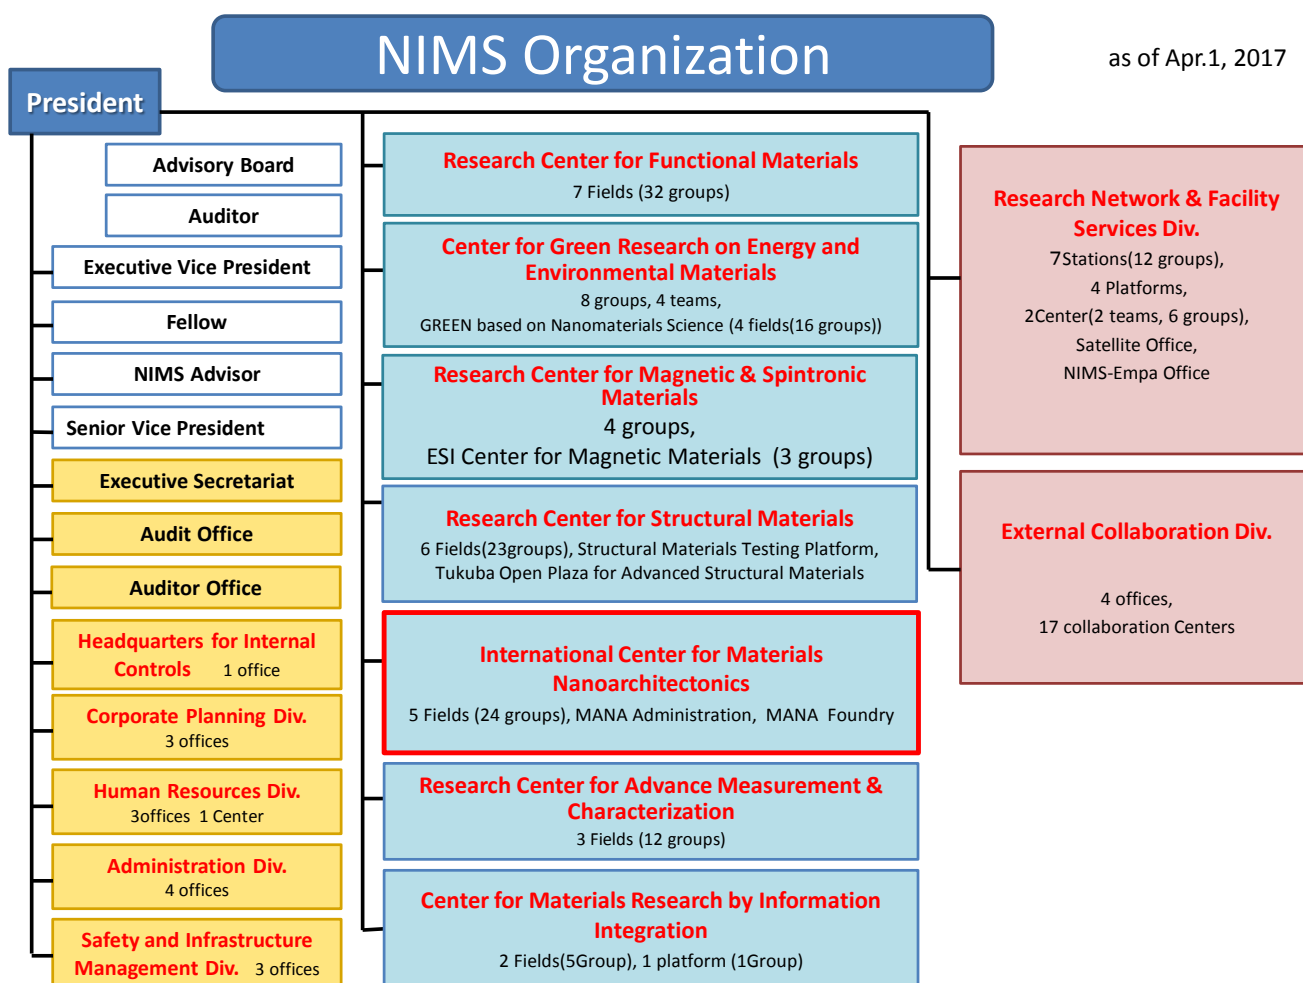 NIMS Organization
as of Apr.1, 2017
President
Advisory Board
Auditor
Executive Vice President
Fellow
NIMS Advisor
Senior Vice President
Executive Secretariat
Audit Office
Auditor Office
Headquarters for Internal
Controls 1 office
Corporate Planning Div.
3 offices
Human Resources Div.
3offices 1 Center
Administration Div.
4 offices
Safety and Infrastructure
Management Div. 3 offices
Research Center for Functional Materials
7 Fields (32 groups)
Center for Green Research on Energy and
Environmental Materials
8 groups, 4 teams,
GREEN based on Nanomaterials Science (4 fields(16 groups))
Research Center for Magnetic & Spintronic
Materials
4 groups,
ESI Center for Magnetic Materials (3 groups)
Research Center for Structural Materials
6 Fields(23groups), Structural Materials Testing Platform,
Tukuba Open Plaza for Advanced Structural Materials
International Center for Materials
Nanoarchitectonics
5 Fields (24 groups), MANA Administration, MANA Foundry
Research Center for Advance Measurement &
Characterization
3 Fields (12 groups)
Center for Materials Research by Information
Integration
2 Fields(5Group), 1 platform (1Group)
Research Network & Facility
Services Div.
7Stations(12 groups),
4 Platforms,
2Center(2 teams, 6 groups),
Satellite Office,
NIMS-Empa Office
External Collaboration Div.
4 offices,
17 collaboration Centers